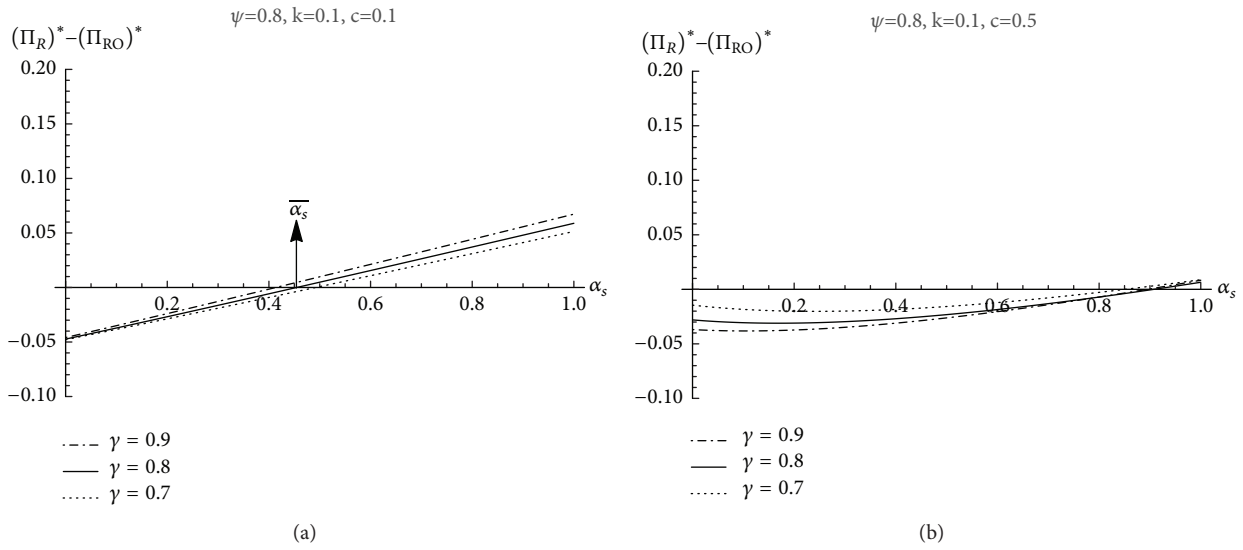 ψ=0.8, k=0.1, c=0.1
(Π_R)*–(Π_RO)*
0.20
0.15
0.10
0.05
−0.05
−0.10
0.2 0.4 0.6 0.8 1.0
α_s
α̅_s
γ = 0.9
γ = 0.8
γ = 0.7
(a)
ψ=0.8, k=0.1, c=0.5
(Π_R)*–(Π_RO)*
0.20
0.15
0.10
0.05
−0.05
−0.10
0.2 0.4 0.6 0.8 1.0
α_s
γ = 0.9
γ = 0.8
γ = 0.7
(b)